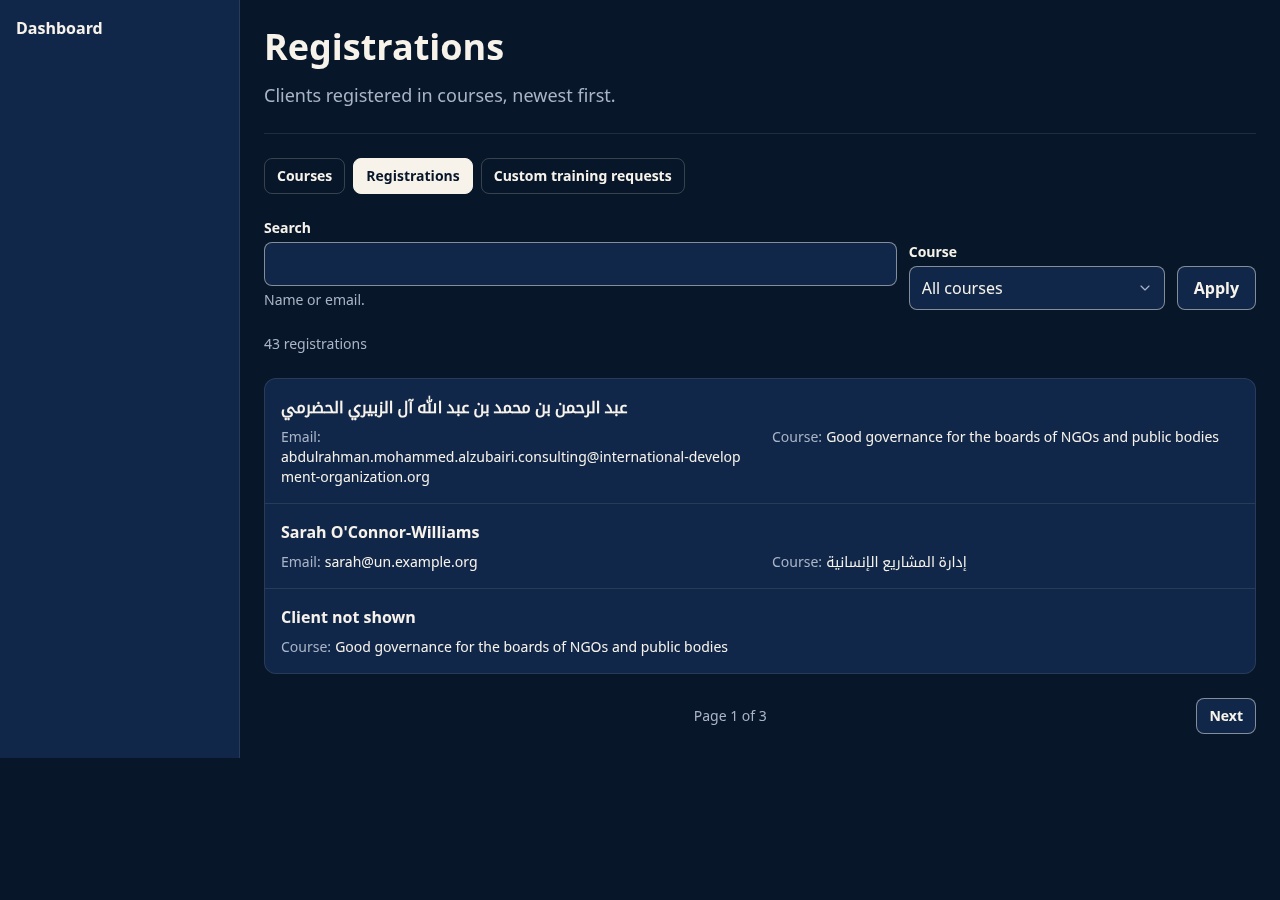 Dashboard
Registrations
Clients registered in courses, newest first.
Courses
Registrations
Custom training requests
Search
Name or email.
Course
All courses
Apply
43 registrations
عبد الرحمن بن محمد بن عبد الله آل الزبيري الحضرمي
Email:
abdulrahman.mohammed.alzubairi.consulting@international-develop
ment-organization.org
Course: Good governance for the boards of NGOs and public bodies
Sarah O'Connor-Williams
Email: sarah@un.example.org
Course: إدارة المشاريع الإنسانية
Client not shown
Course: Good governance for the boards of NGOs and public bodies
Page 1 of 3
Next